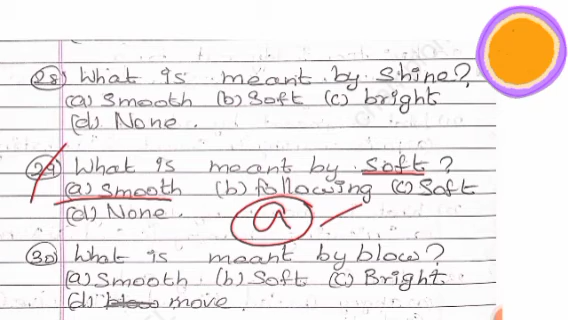 28) What is meant by Shine?
(a) Smooth (b) Soft (c) bright
(d) None.
29) What is meant by Soft ?
(a) Smooth (b) following (c) Soft
(d) None.
a
30) What is meant by blow?
(a) Smooth (b) Soft (c) Bright
(d) move